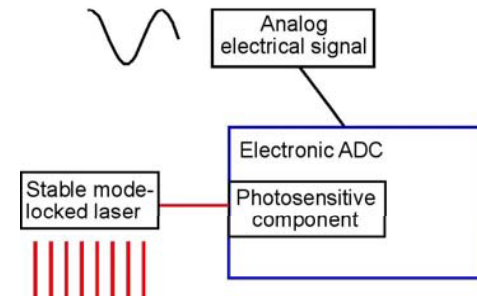 Analog
electrical signal
Electronic ADC
Stable mode-
locked laser
Photosensitive
component